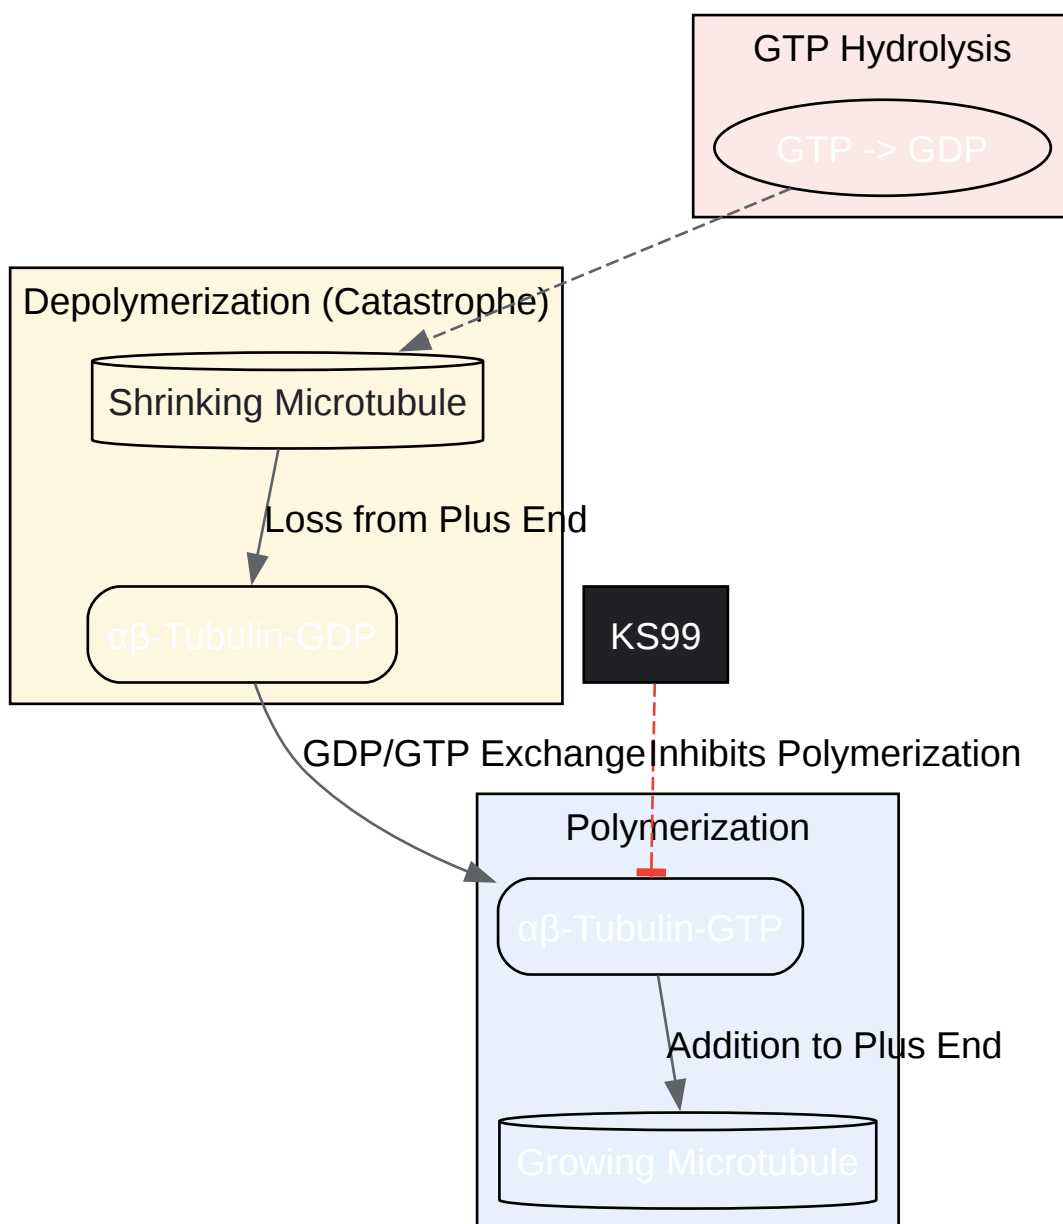 GTP Hydrolysis
GTP -> GDP
Depolymerization (Catastrophe)
Shrinking Microtubule
Loss from Plus End
αβ-Tubulin-GDP
KS99
GDP/GTP Exchange
Inhibits Polymerization
Polymerization
αβ-Tubulin-GTP
Addition to Plus End
Growing Microtubule